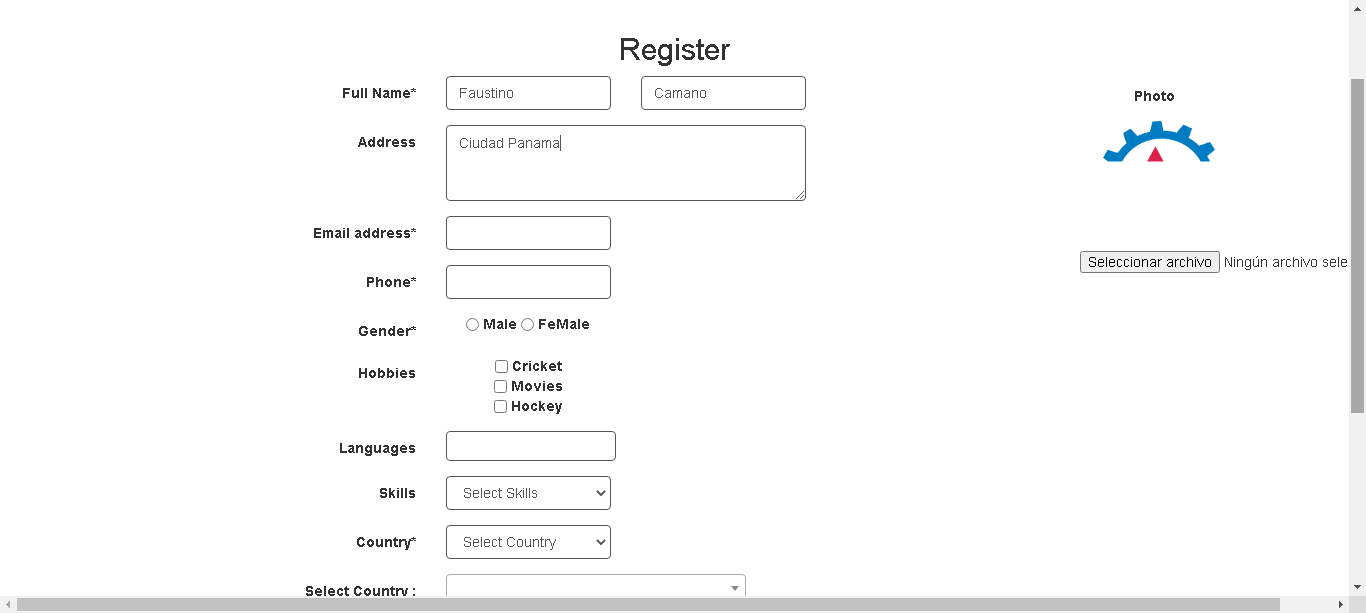 Register
Full Name* Faustino Camano
Photo
Address Ciudad Panama
Email address*
Seleccionar archivo Ningún archivo sele
Phone*
Gender* Male FeMale
Hobbies Cricket
Movies
Hockey
Languages
Skills Select Skills
Country* Select Country
Select Country :